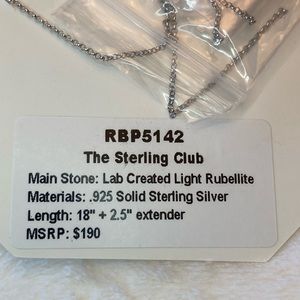 RBP5142
The Sterling Club
Main Stone: Lab Created Light Rubellite
Materials: .925 Solid Sterling Silver
Length: 18" + 2.5" extender
MSRP: $190